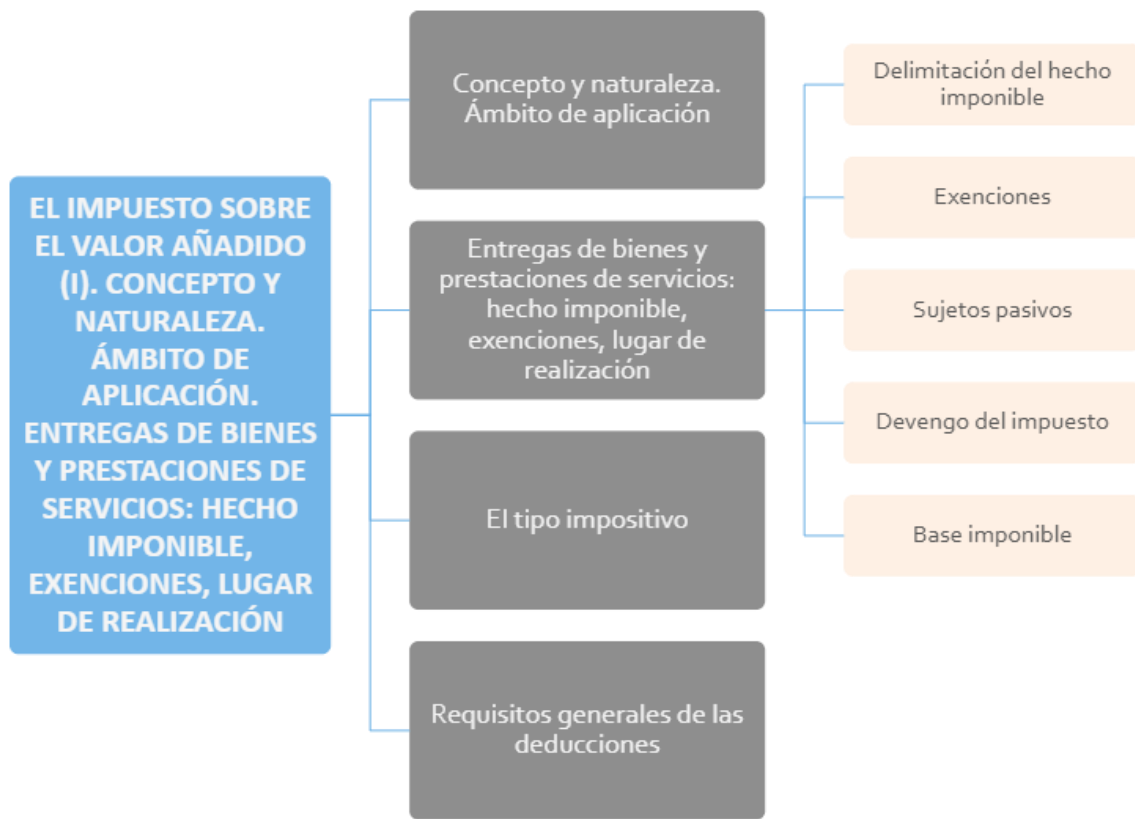 EL IMPUESTO SOBRE
EL VALOR AÑADIDO
(I). CONCEPTO Y
NATURALEZA.
ÁMBITO DE
APLICACIÓN.
ENTREGAS DE BIENES
Y PRESTACIONES DE
SERVICIOS: HECHO
IMPONIBLE,
EXENCIONES, LUGAR
DE REALIZACIÓN
Concepto y naturaleza.
Ámbito de aplicación
Entregas de bienes y
prestaciones de servicios:
hecho imponible,
exenciones, lugar de
realización
El tipo impositivo
Requisitos generales de las
deducciones
Delimitación del hecho
imponible
Exenciones
Sujetos pasivos
Devengo del impuesto
Base imponible